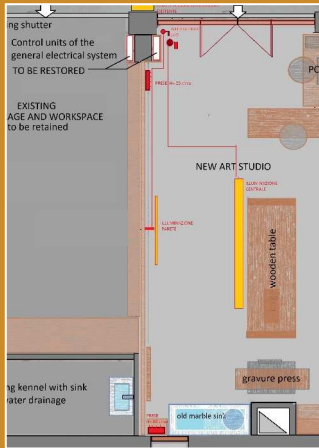 ng shutter
Control units of the
general electrical system
TO BE RESTORED
EXISTING
AGE AND WORKSPACE
to be retained
PO
NEW ART STUDIO
ILLUMINAZIONE
CENTRALE
ILLUMINAZIONE
PARETE
wooden table
gravure press
ng kennel with sink
water drainage
old marble sink